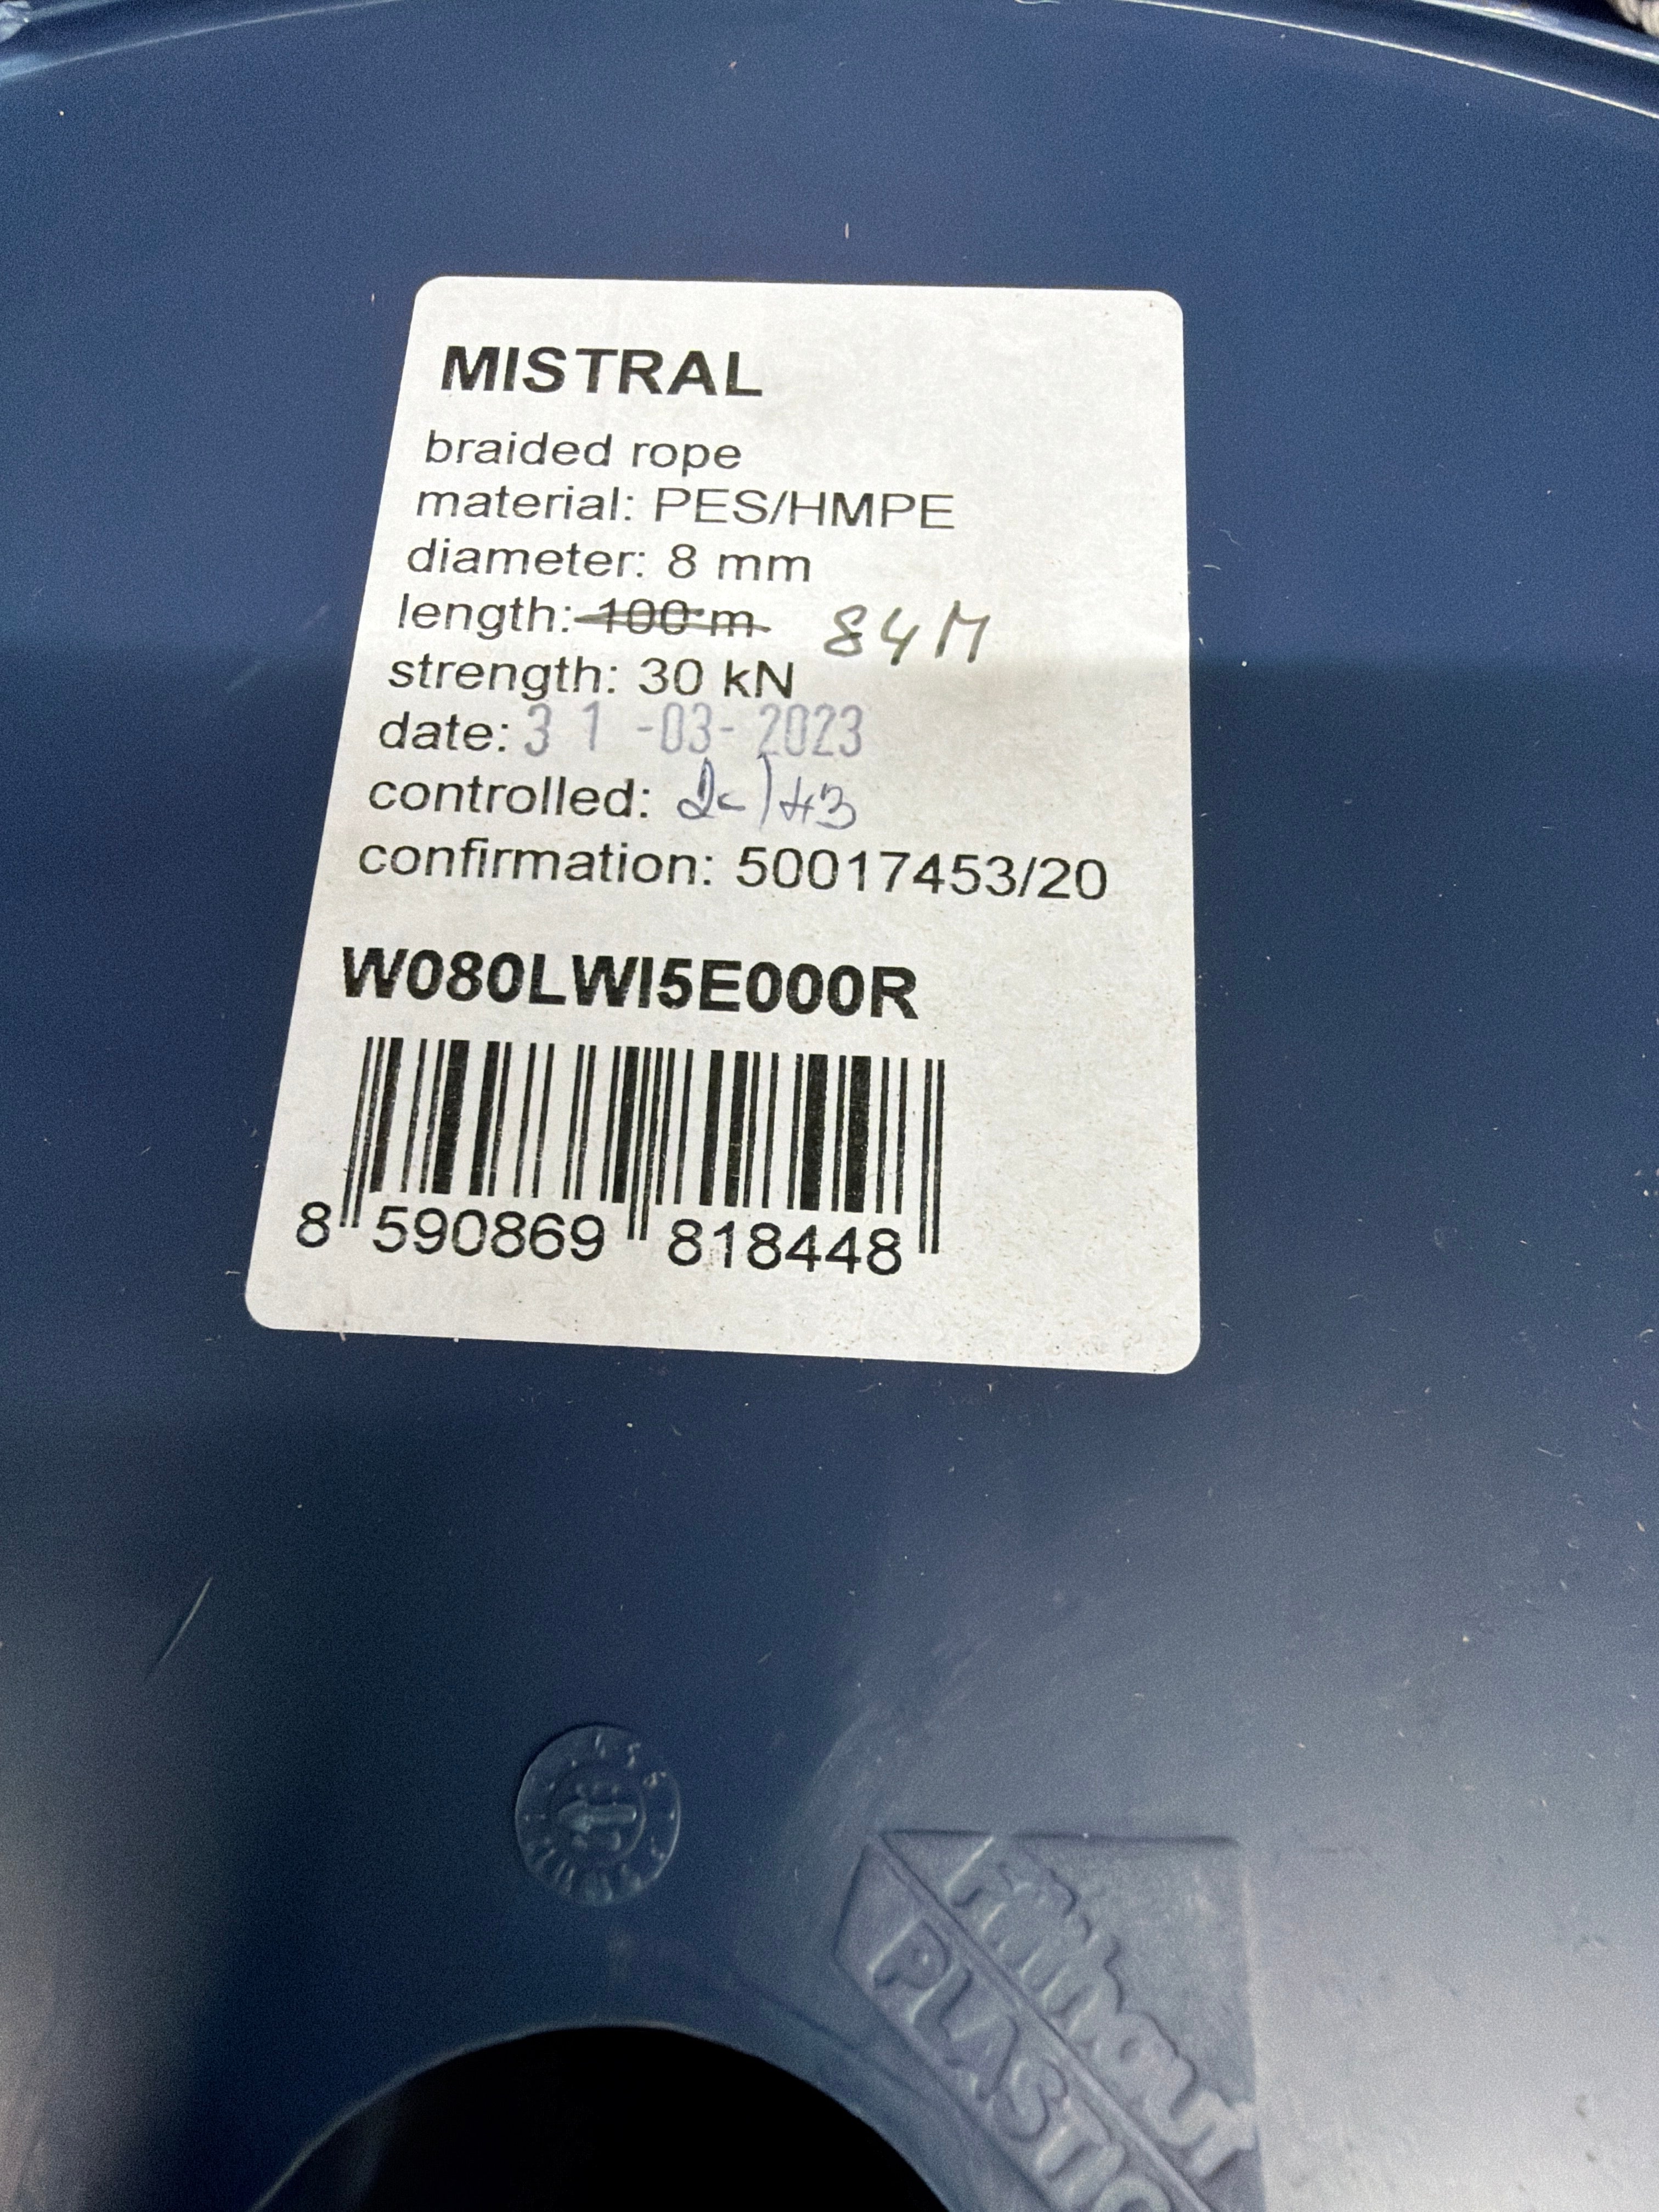 MISTRAL
braided rope
material: PES/HMPE
diameter: 8 mm
length: 100 m 84M
strength: 30 kN
date: 31-03-2023
controlled:
confirmation: 50017453/20
W080LWI5E000R
8 590869 818448
PLASTIC